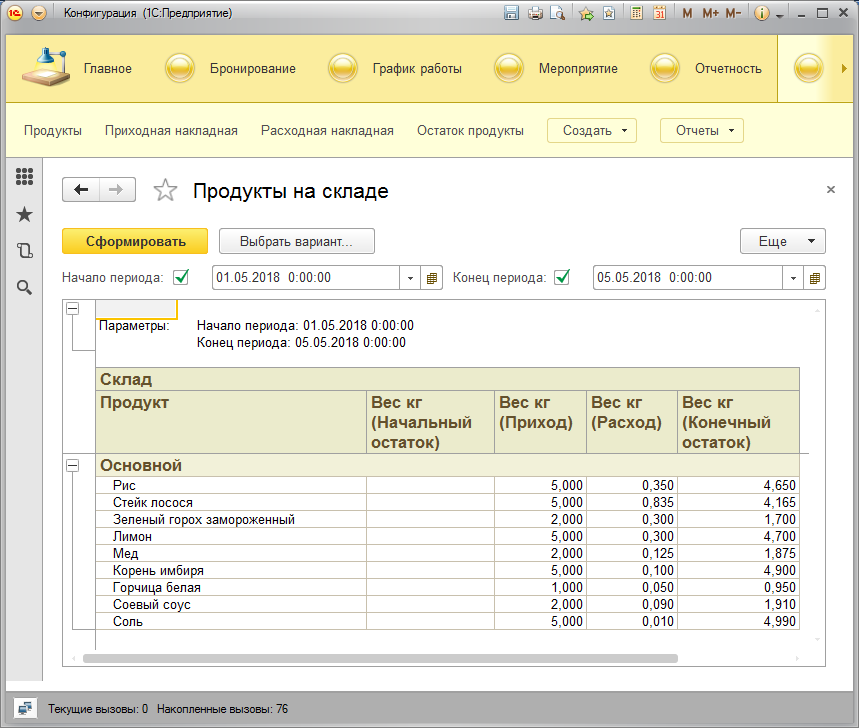 Конфигурация (1С:Предприятие)
M M+ M-
Главное Бронирование График работы Мероприятие Отчетность
Продукты Приходная накладная Расходная накладная Остаток продукты Создать Отчеты
Продукты на складе
Сформировать Выбрать вариант... Еще
Начало периода: 01.05.2018 0:00:00 Конец периода: 05.05.2018 0:00:00
Параметры: Начало периода: 01.05.2018 0:00:00
Конец периода: 05.05.2018 0:00:00
Склад
Продукт Вес кг (Начальный остаток) Вес кг (Приход) Вес кг (Расход) Вес кг (Конечный остаток)
Основной
Рис 5,000 0,350 4,650
Стейк лосося 5,000 0,835 4,165
Зеленый горох замороженный 2,000 0,300 1,700
Лимон 5,000 0,300 4,700
Мед 2,000 0,125 1,875
Корень имбиря 5,000 0,100 4,900
Горчица белая 1,000 0,050 0,950
Соевый соус 2,000 0,090 1,910
Соль 5,000 0,010 4,990
Текущие вызовы: 0 Накопленные вызовы: 76